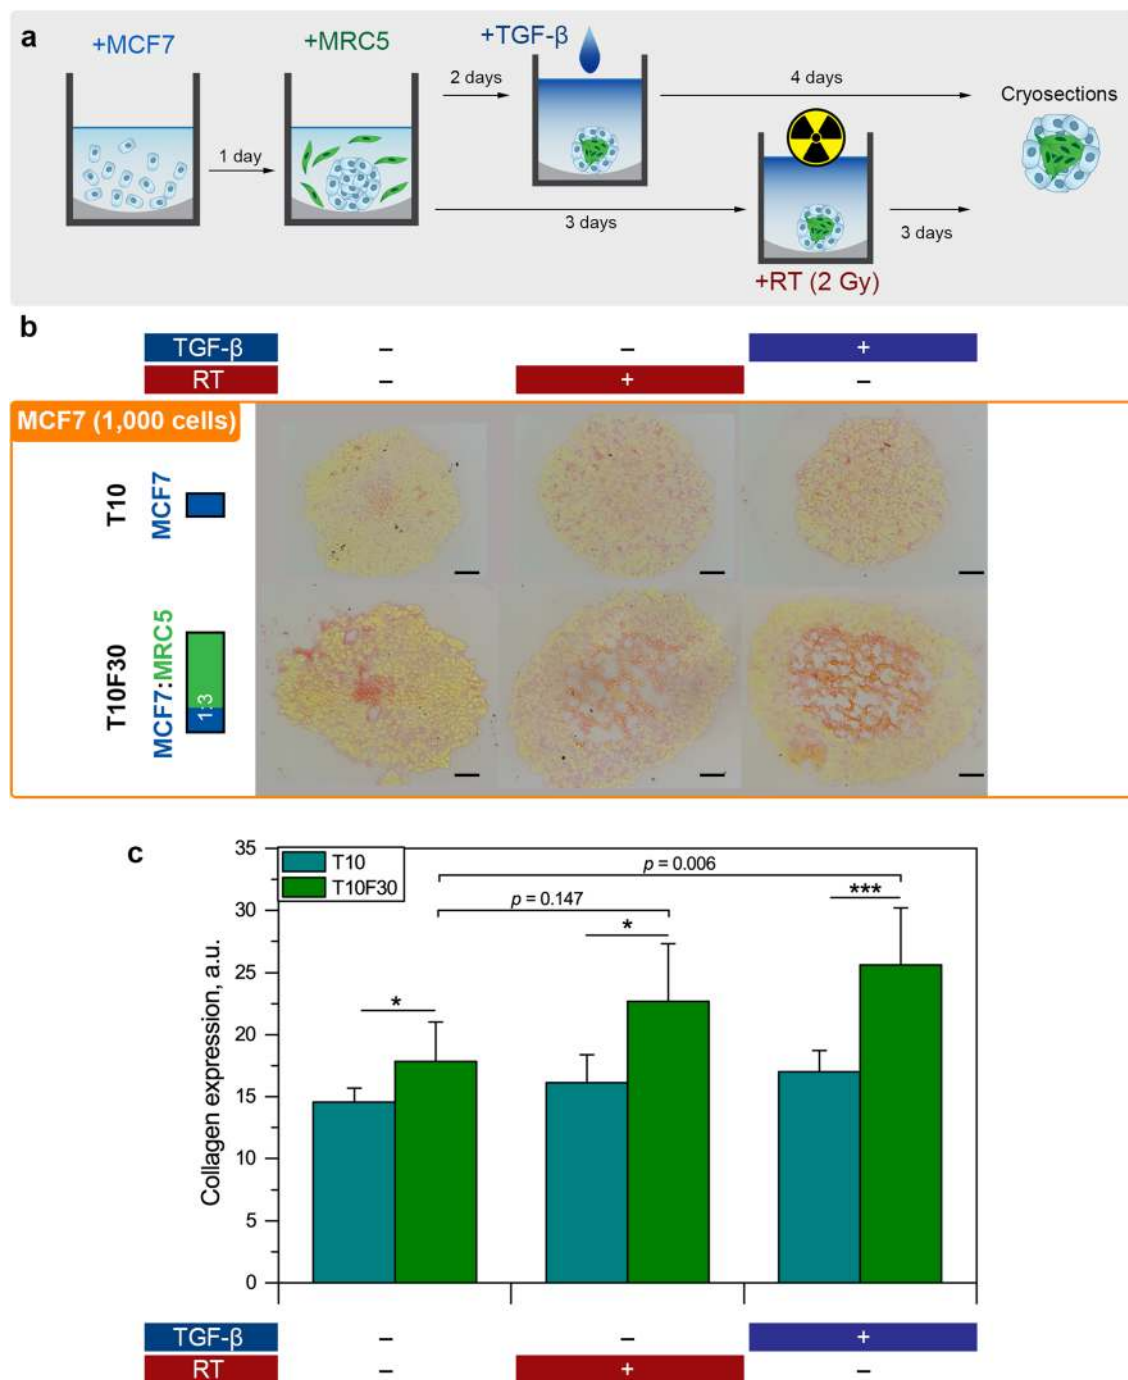 a
+MCF7
+MRC5
+TGF-β
1 day
2 days
4 days
3 days
3 days
+RT (2 Gy)
Cryosections
b
TGF-β – – +
RT – + –
MCF7 (1,000 cells)
T10
MCF7
T10F30
MCF7:MRC5
1:3
c
T10
T10F30
p = 0.006
p = 0.147
*
*
***
Collagen expression, a.u.
35
30
25
20
15
10
5
0
TGF-β – – +
RT – + –